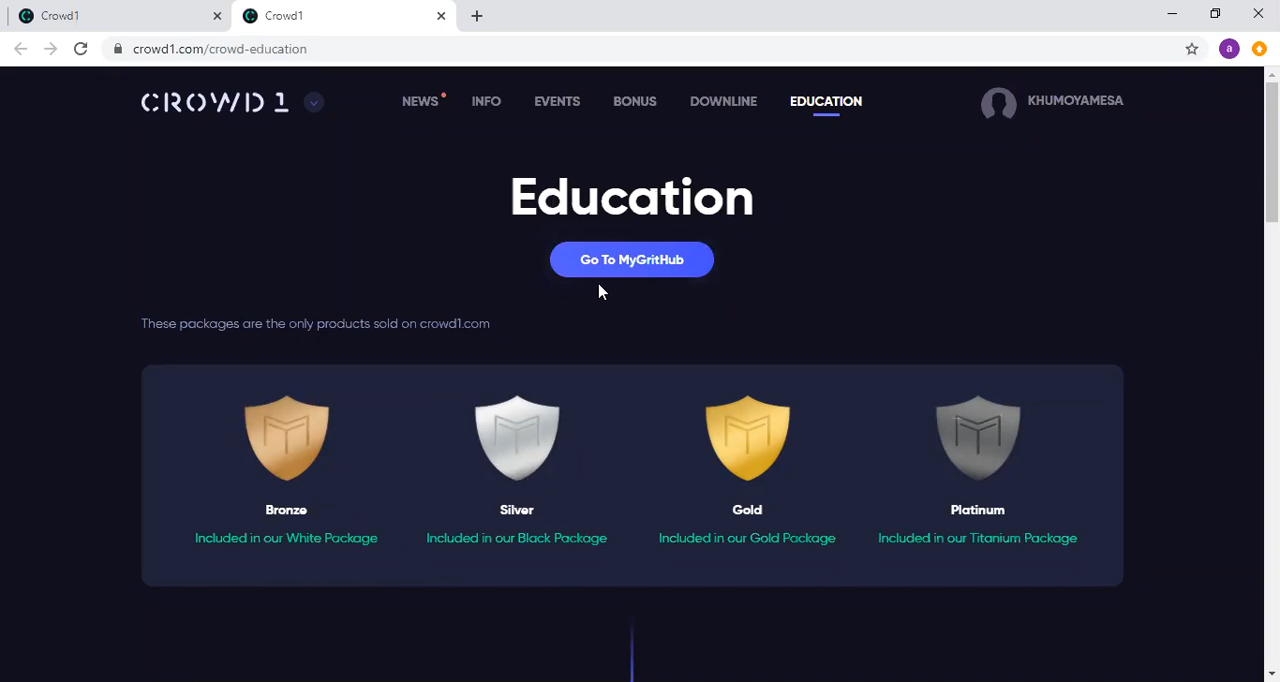 Crowd1
Crowd1
crowd1.com/crowd-education
a
CROWD1
NEWS INFO EVENTS BONUS DOWNLINE EDUCATION
KHUMOYAMESA
Education
Go To MyGritHub
These packages are the only products sold on crowd1.com
Bronze Silver Gold Platinum
Included in our White Package Included in our Black Package Included in our Gold Package Included in our Titanium Package